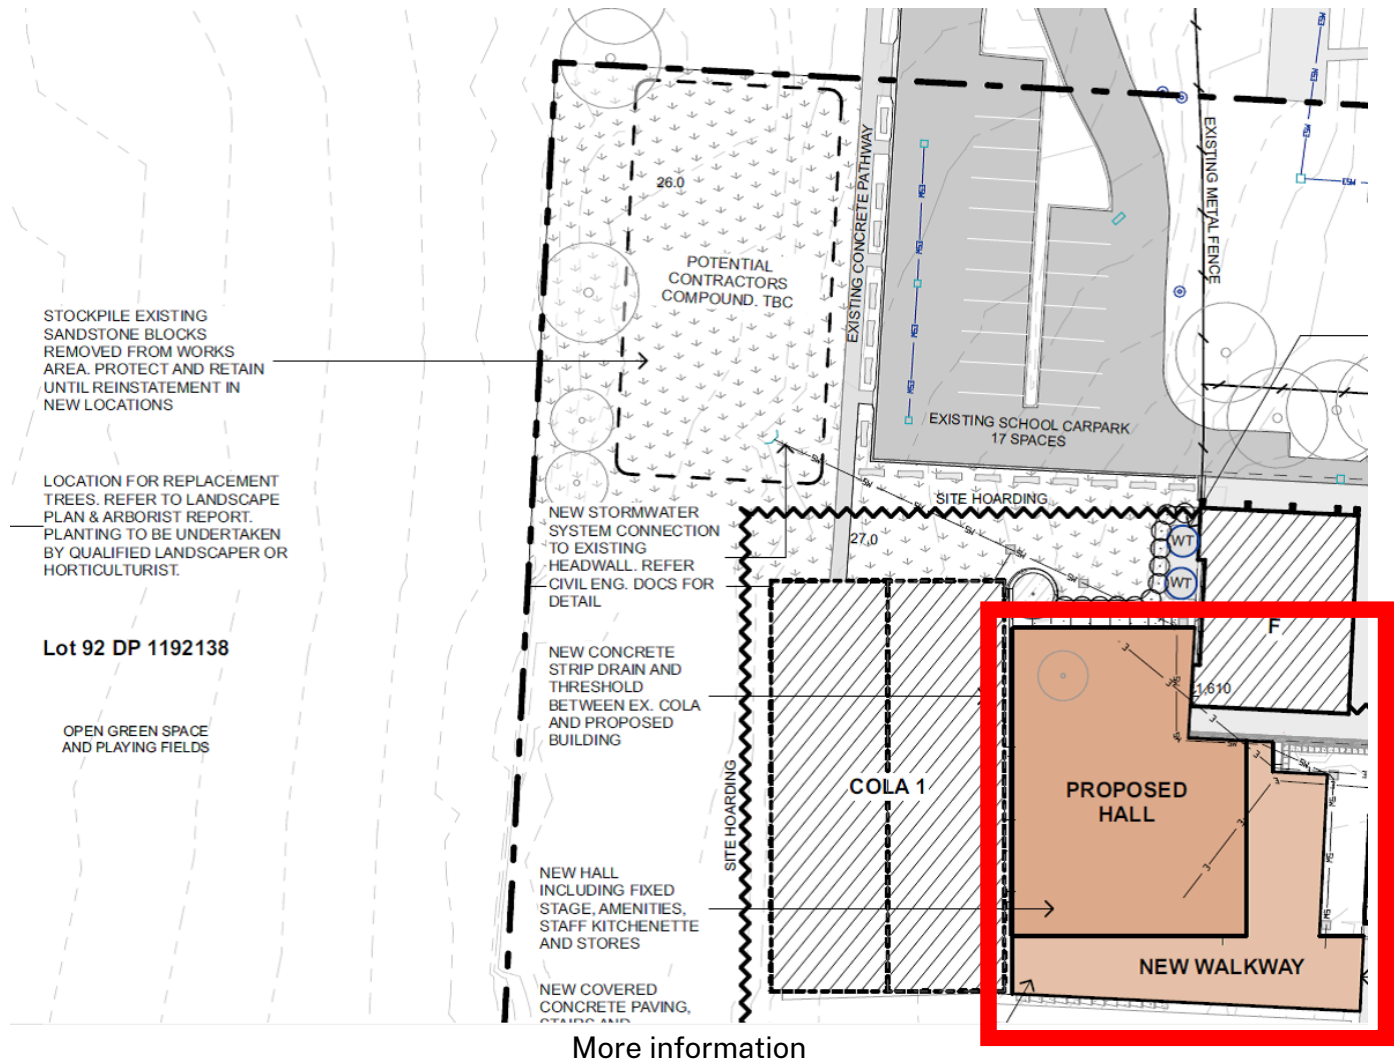 EXISTING CONCRETE PATHWAY
EXISTING METAL FENCE
26.0
POTENTIAL
CONTRACTORS
COMPOUND. TBC
STOCKPILE EXISTING
SANDSTONE BLOCKS
REMOVED FROM WORKS
AREA. PROTECT AND RETAIN
UNTIL REINSTATEMENT IN
NEW LOCATIONS
EXISTING SCHOOL CARPARK
17 SPACES
LOCATION FOR REPLACEMENT
TREES. REFER TO LANDSCAPE
PLAN & ARBORIST REPORT.
PLANTING TO BE UNDERTAKEN
BY QUALIFIED LANDSCAPER OR
HORTICULTURIST.
SITE HOARDING
NEW STORMWATER
SYSTEM CONNECTION
TO EXISTING
HEADWALL. REFER
CIVIL ENG. DOCS FOR
DETAIL
27.0
WT
WT
F
Lot 92 DP 1192138
NEW CONCRETE
STRIP DRAIN AND
THRESHOLD
BETWEEN EX. COLA
AND PROPOSED
BUILDING
1,610
OPEN GREEN SPACE
AND PLAYING FIELDS
SITE HOARDING
COLA 1
PROPOSED
HALL
NEW HALL
INCLUDING FIXED
STAGE, AMENITIES,
STAFF KITCHENETTE
AND STORES
NEW WALKWAY
NEW COVERED
CONCRETE PAVING,
STAIRS AND
More information